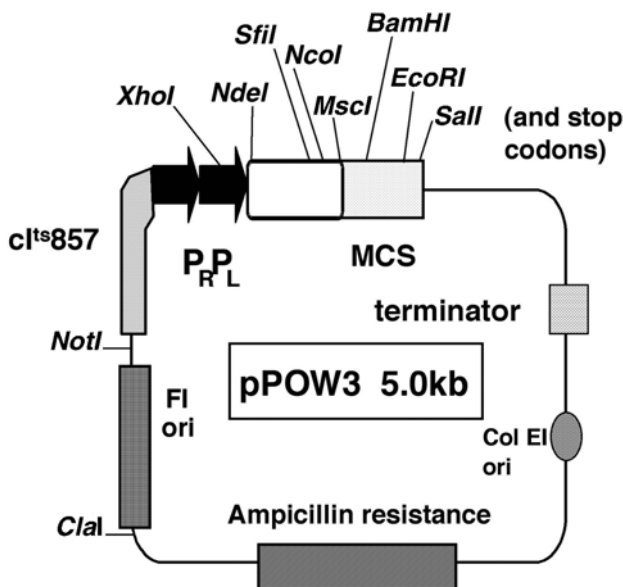 BamHI
SfiI
NcoI
EcoRI
XhoI
NdeI
MscI
SalI
(and stop
codons)
cIts857
PRPL
MCS
terminator
NotI
pPOW3 5.0kb
FI
ori
Col EI
ori
ClaI
Ampicillin resistance